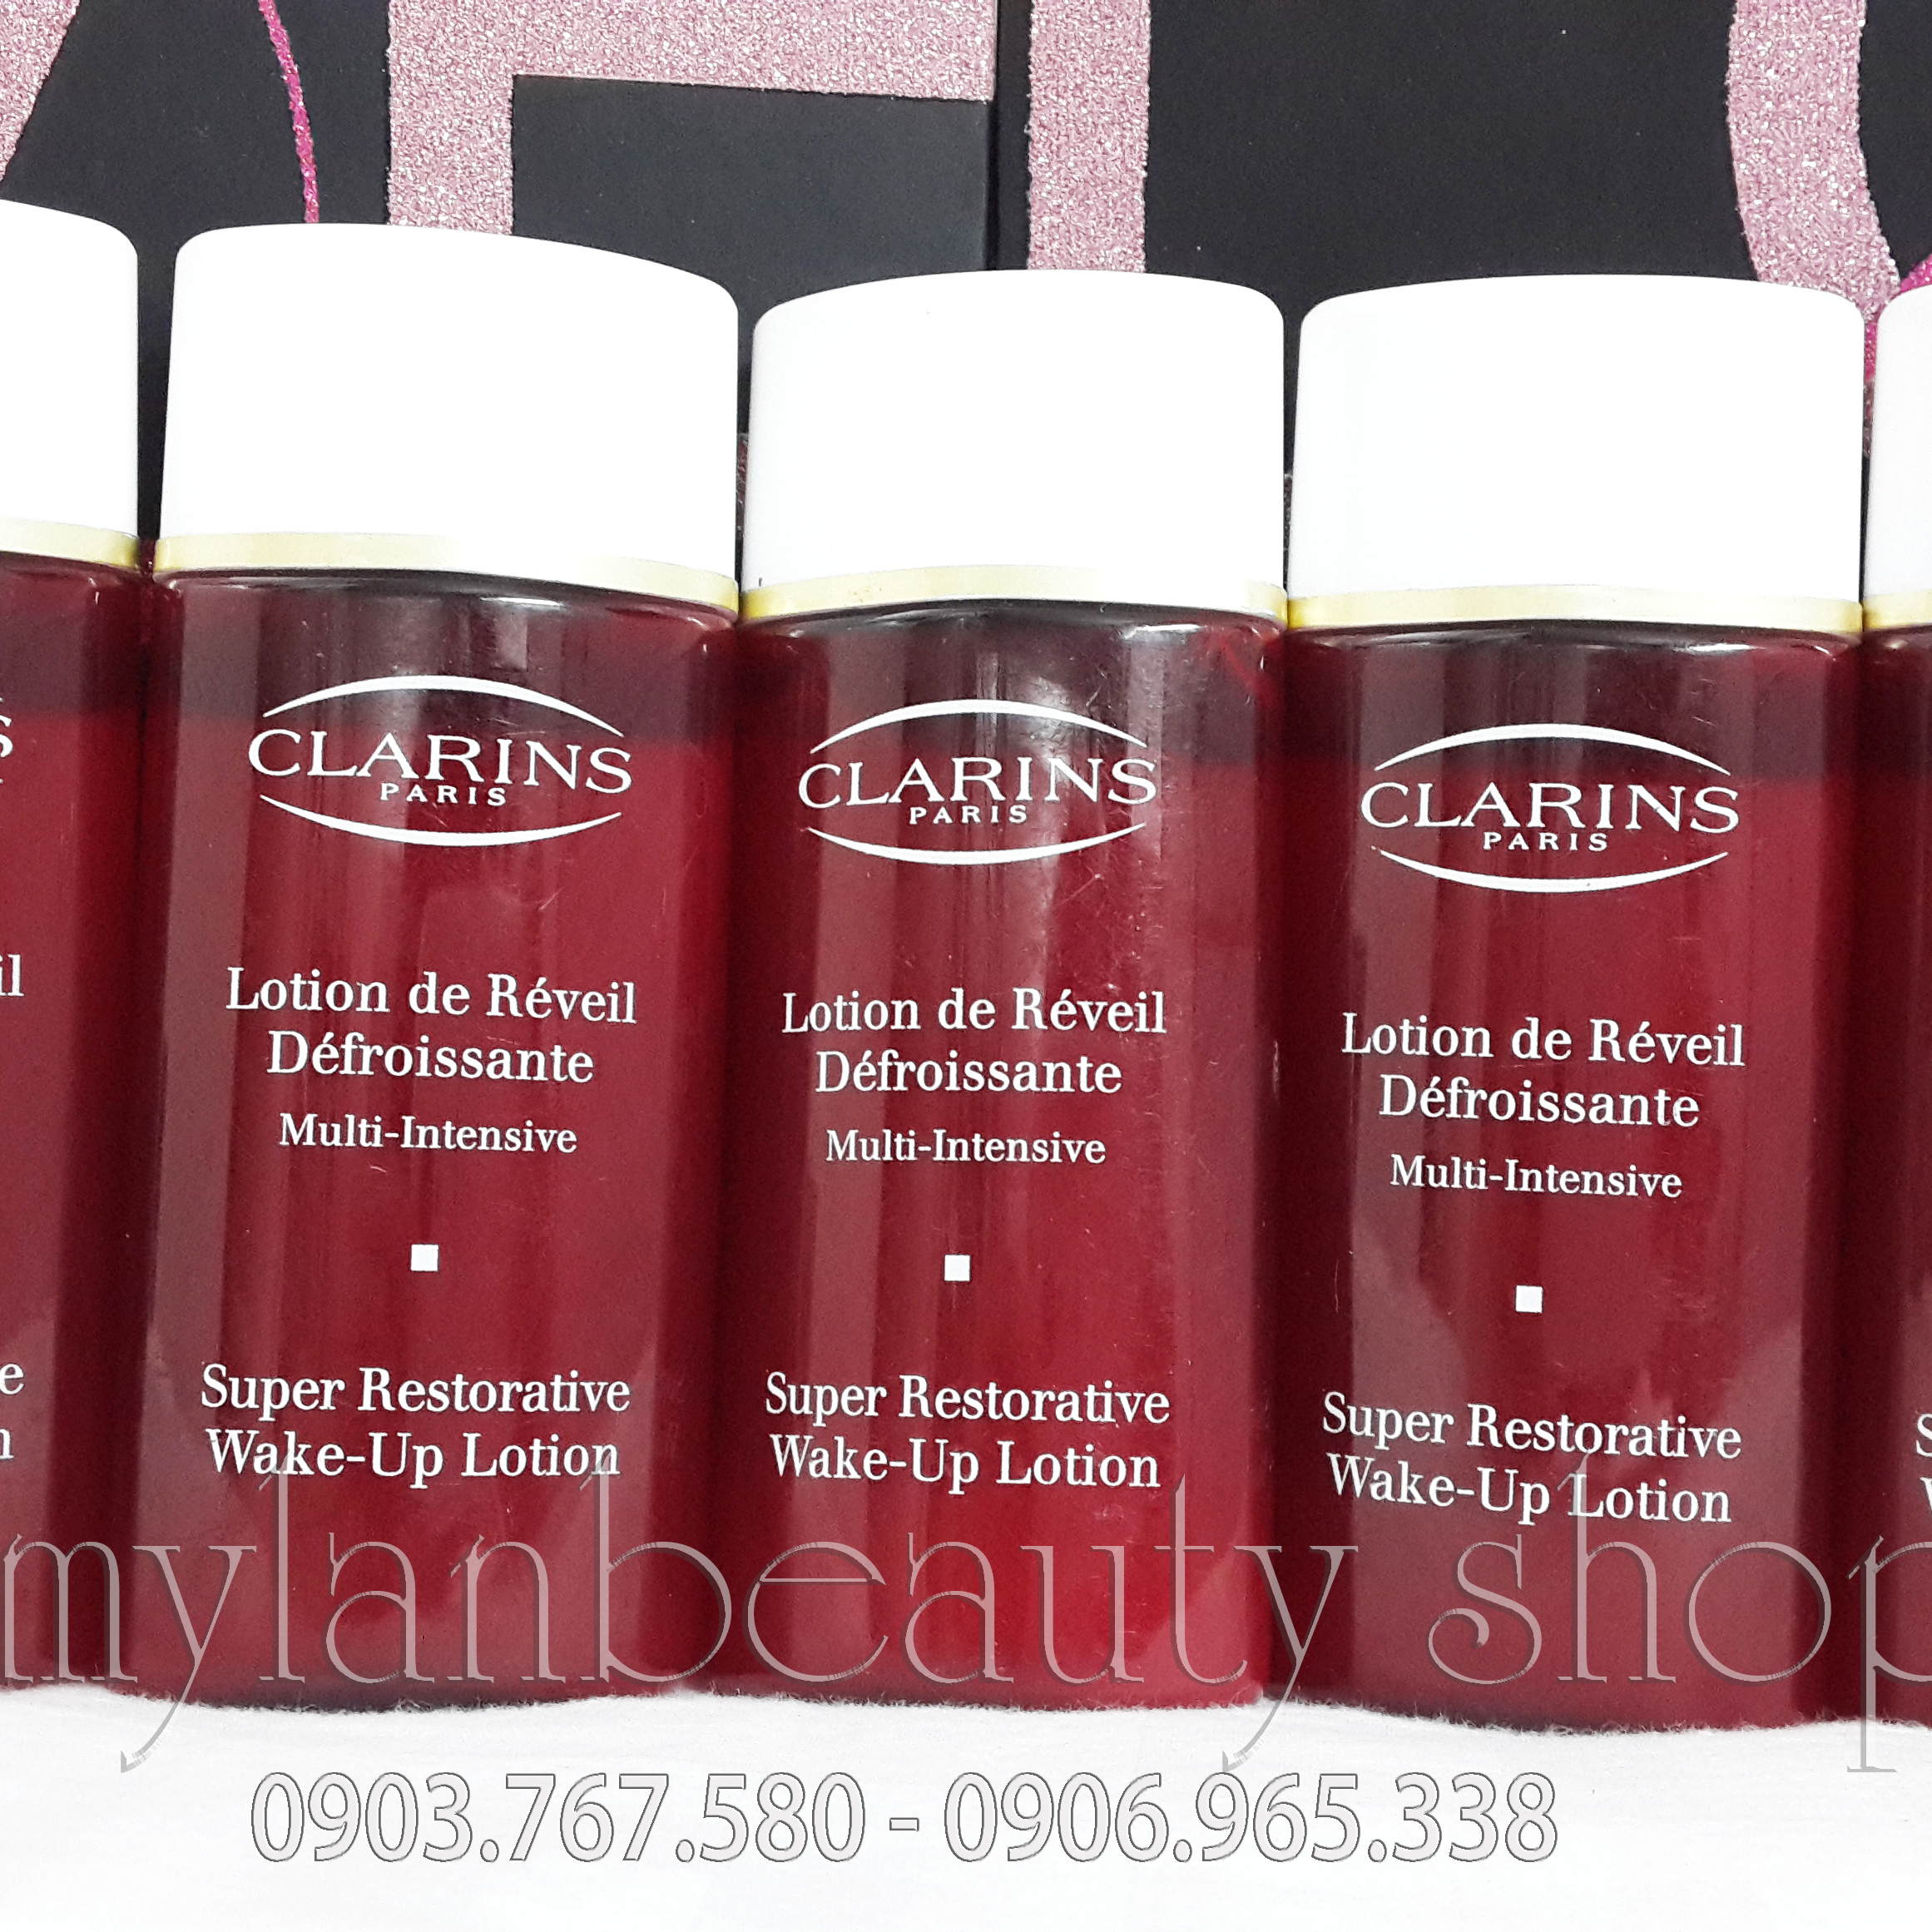 CLARINS
PARIS
Lotion de Réveil
Défroissante
Multi-Intensive
Super Restorative
Wake-Up Lotion
CLARINS
PARIS
Lotion de Réveil
Défroissante
Multi-Intensive
Super Restorative
Wake-Up Lotion
CLARINS
PARIS
Lotion de Réveil
Défroissante
Multi-Intensive
Super Restorative
Wake-Up Lotion
mylanbeauty shop
0903.767.580 - 0906.965.338